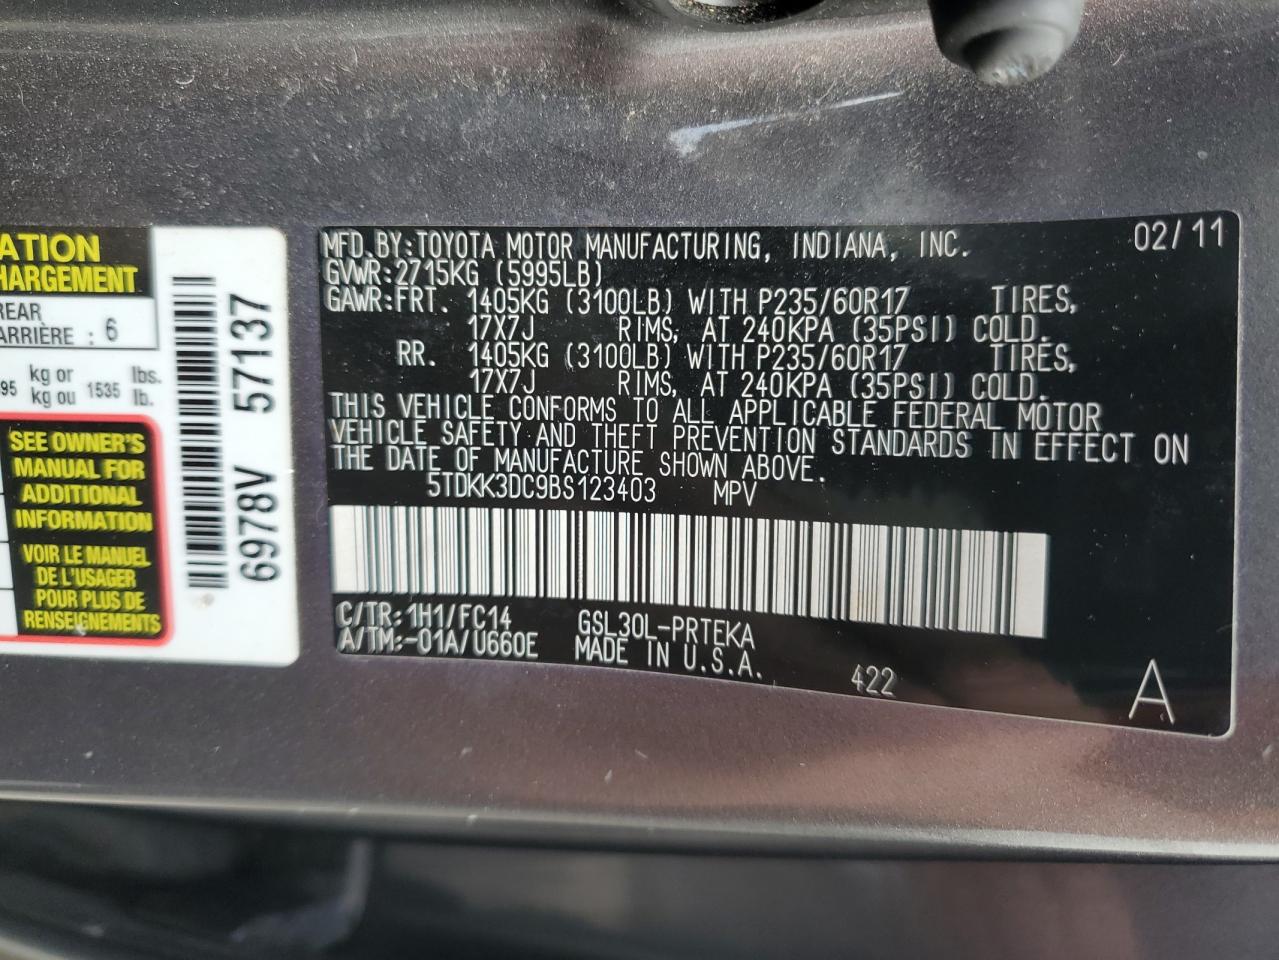 ATION
HARGEMENT
REAR
ARRIÈRE : 6
95 kg or 1535 lbs.
kg ou lb.
SEE OWNER'S
MANUAL FOR
ADDITIONAL
INFORMATION
VOIR LE MANUEL
DE L'USAGER
POUR PLUS DE
RENSEIGNEMENTS
6978V 57137
MFD.BY:TOYOTA MOTOR MANUFACTURING, INDIANA, INC. 02/11
GVWR:2715KG (5995LB)
GAWR:FRT. 1405KG (3100LB) WITH P235/60R17 TIRES,
17X7J RIMS, AT 240KPA (35PSI) COLD.
RR. 1405KG (3100LB) WITH P235/60R17 TIRES,
17X7J RIMS, AT 240KPA (35PSI) COLD.
THIS VEHICLE CONFORMS TO ALL APPLICABLE FEDERAL MOTOR
VEHICLE SAFETY AND THEFT PREVENTION STANDARDS IN EFFECT ON
THE DATE OF MANUFACTURE SHOWN ABOVE.
5TDKK3DC9BS123403 MPV
C/TR:1H1/FC14 GSL30L-PRTEKA
A/TM:-01A/U660E MADE IN U.S.A. 422
A